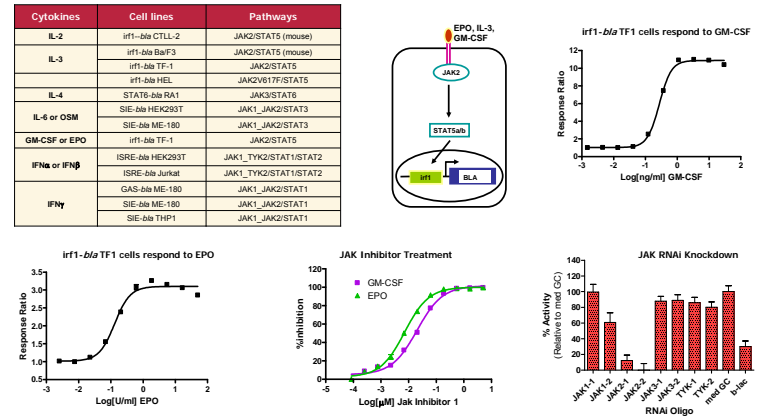 Cytokines Cell lines Pathways
IL-2 irf1--bla CTLL-2 JAK2/STAT5 (mouse)
IL-3 irf1-bla Ba/F3 JAK2/STAT5 (mouse)
irf1-bla TF-1 JAK2/STAT5
irf1-bla HEL JAK2V617F/STAT5
IL-4 STAT6-bla RA1 JAK3/STAT6
IL-6 or OSM SIE-bla HEK293T JAK1_JAK2/STAT3
SIE-bla ME-180 JAK1_JAK2/STAT3
GM-CSF or EPO irf1-bla TF-1 JAK2/STAT5
IFNα or IFNβ ISRE-bla HEK293T JAK1_TYK2/STAT1/STAT2
ISRE-bla Jurkat JAK1_TYK2/STAT1/STAT2
IFNγ GAS-bla ME-180 JAK1_JAK2/STAT1
SIE-bla ME-180 JAK1_JAK2/STAT1
SIE-bla THP1 JAK1_JAK2/STAT1
EPO, IL-3,
GM-CSF
JAK2
STAT5a/b
irf1
BLA
irf1-bla TF1 cells respond to GM-CSF
Response Ratio
12
10
8
6
4
2
0
-3 -2 -1 0 1 2
Log[ng/ml] GM-CSF
irf1-bla TF1 cells respond to EPO
Response Ratio
3.5
3.0
2.5
2.0
1.5
1.0
0.5
-3 -2 -1 0 1 2
Log[U/ml] EPO
JAK Inhibitor Treatment
%Inhibition
120
100
80
60
40
20
0
GM-CSF
EPO
-5 -4 -3 -2 -1 0 1
Log[µM] Jak Inhibitor 1
JAK RNAi Knockdown
% Activity
(Relative to med GC)
140
120
100
80
60
40
20
0
JAK1-1 JAK1-2 JAK2-1 JAK2-2 JAK3-1 JAK3-2 TYK-1 TYK-2 med GC b-lac
RNAi Oligo